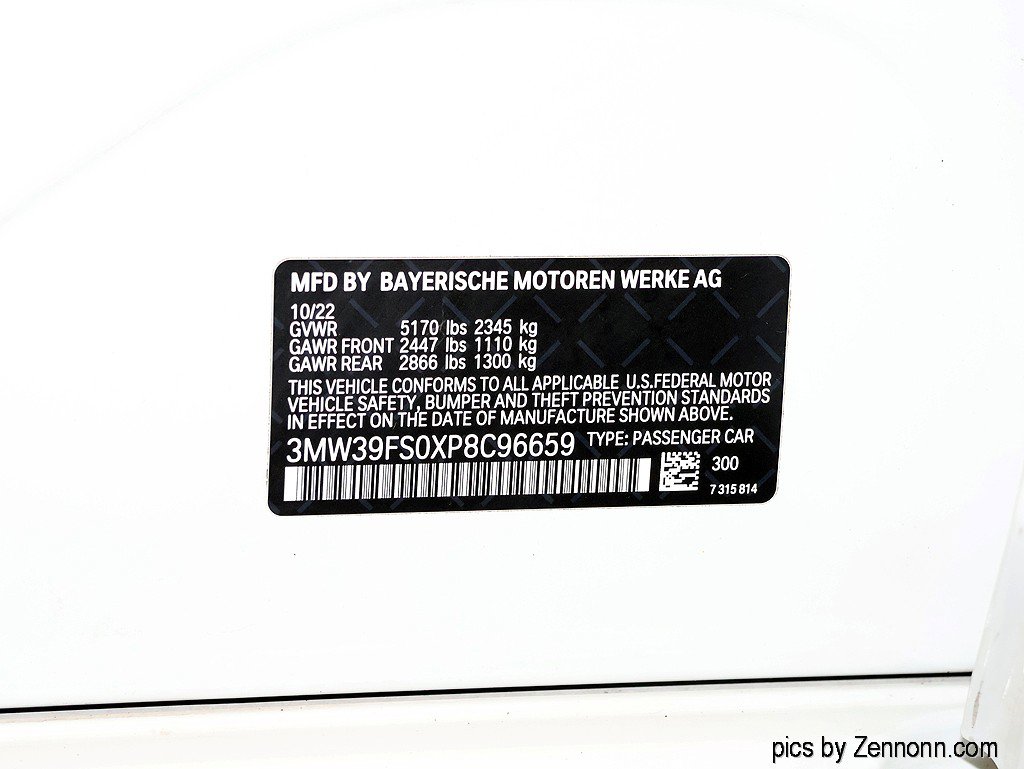 MFD BY BAYERISCHE MOTOREN WERKE AG
10/22
GVWR 5170 lbs 2345 kg
GAWR FRONT 2447 lbs 1110 kg
GAWR REAR 2866 lbs 1300 kg
THIS VEHICLE CONFORMS TO ALL APPLICABLE U.S.FEDERAL MOTOR
VEHICLE SAFETY, BUMPER AND THEFT PREVENTION STANDARDS
IN EFFECT ON THE DATE OF MANUFACTURE SHOWN ABOVE.
3MW39FS0XP8C96659 TYPE: PASSENGER CAR
300
7 315 814
pics by Zennonn.com